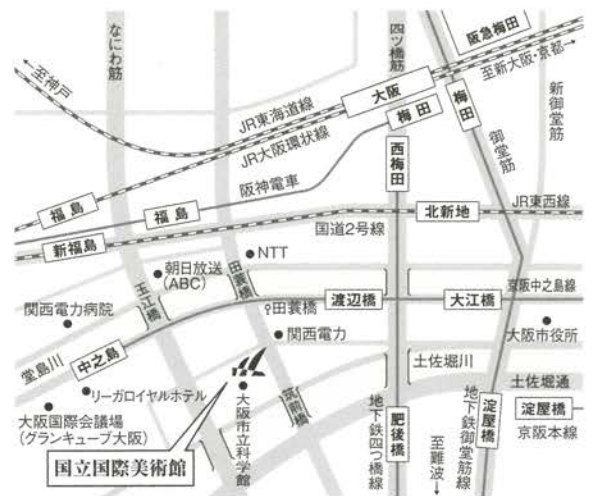 なにわ筋
四ツ橋筋
阪急梅田
至神戸
至新大阪・京都
大阪
JR東海道線
梅田
梅田
新御堂筋
JR大阪環状線
御堂筋
西梅田
阪神電車
福島
福島
北新地
JR東西線
新福島
国道2号線
NTT
朝日放送
(ABC)
田蓑橋
玉江橋
京阪中之島線
関西電力病院
田蓑橋
渡辺橋
大江橋
関西電力
大阪市役所
堂島川
中之島
土佐堀川
リーガロイヤルホテル
土佐堀通
大阪国際会議場
(グランキューブ大阪)
大阪市立科学館
筑前橋
地下鉄四つ橋線
肥後橋
地下鉄御堂筋線
淀屋橋
淀屋橋
京阪本線
至難波
国立国際美術館